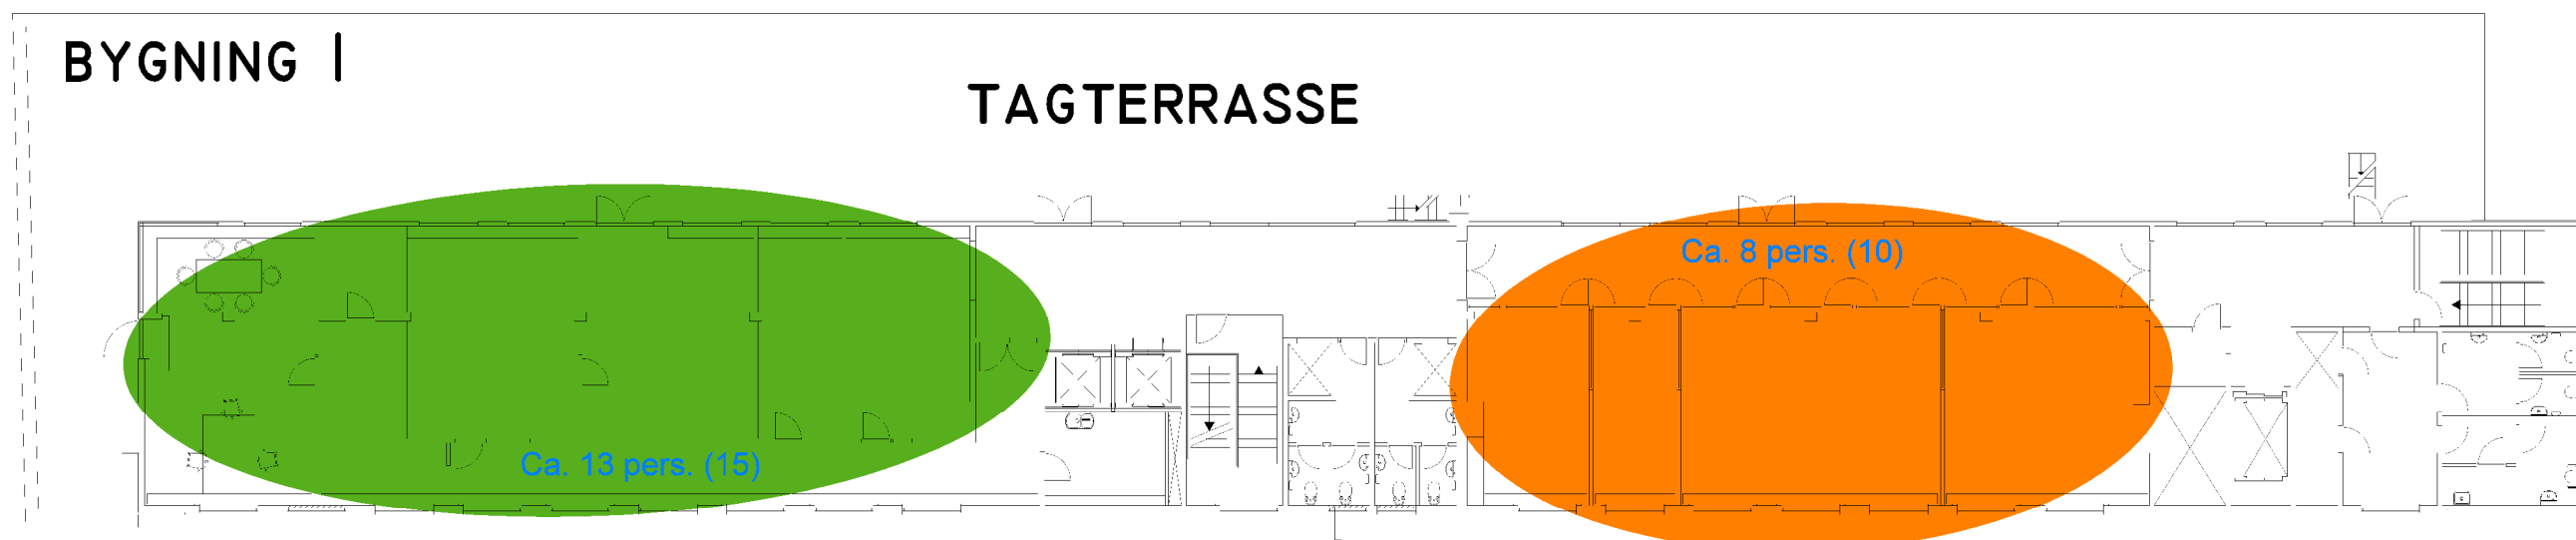 BYGNING I
TAGTERRASSE
Ca. 8 pers. (10)
Ca. 13 pers. (15)